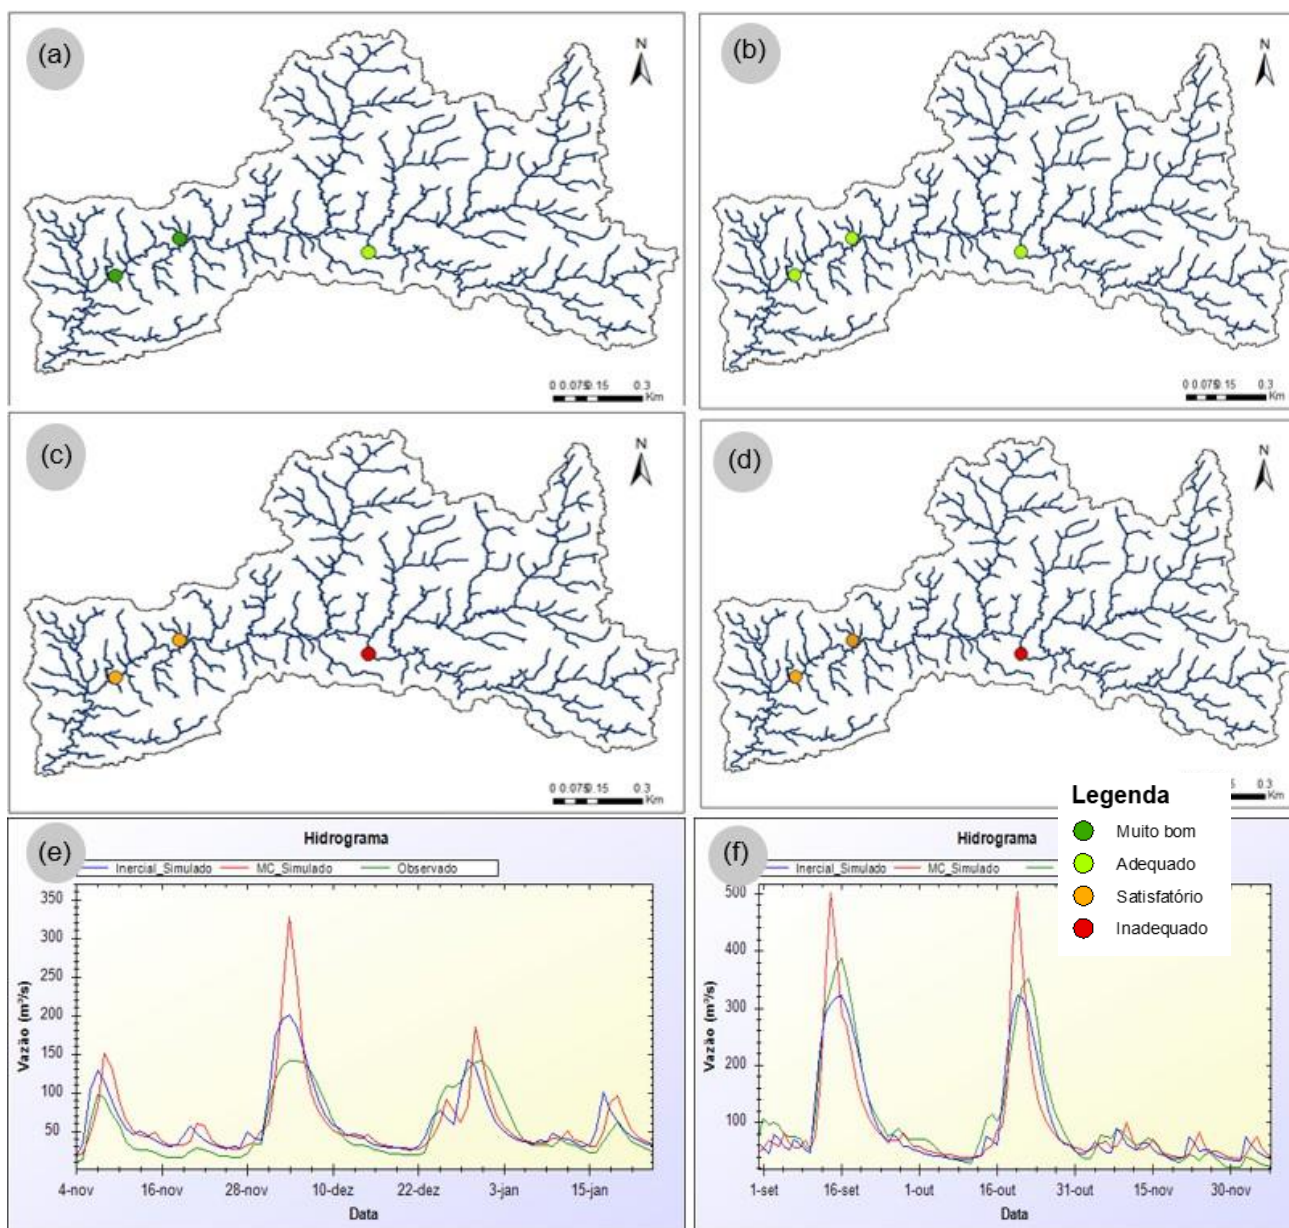 (a)
N
0 0.075 0.15 0.3
Km
(b)
N
0 0.075 0.15 0.3
Km
(c)
N
0 0.075 0.15 0.3
Km
(d)
N
0.3
Km
Legenda
Muito bom
Adequado
Satisfatório
Inadequado
(e)
Hidrograma
Inercial_Simulado MC_Simulado Observado
Vazão (m³/s)
350
300
250
200
150
100
50
4-nov 16-nov 28-nov 10-dez 22-dez 3-jan 15-jan
Data
(f)
Hidrograma
Inercial_Simulado MC_Simulado
Vazão (m³/s)
500
400
300
200
100
1-set 16-set 1-out 16-out 31-out 15-nov 30-nov
Data